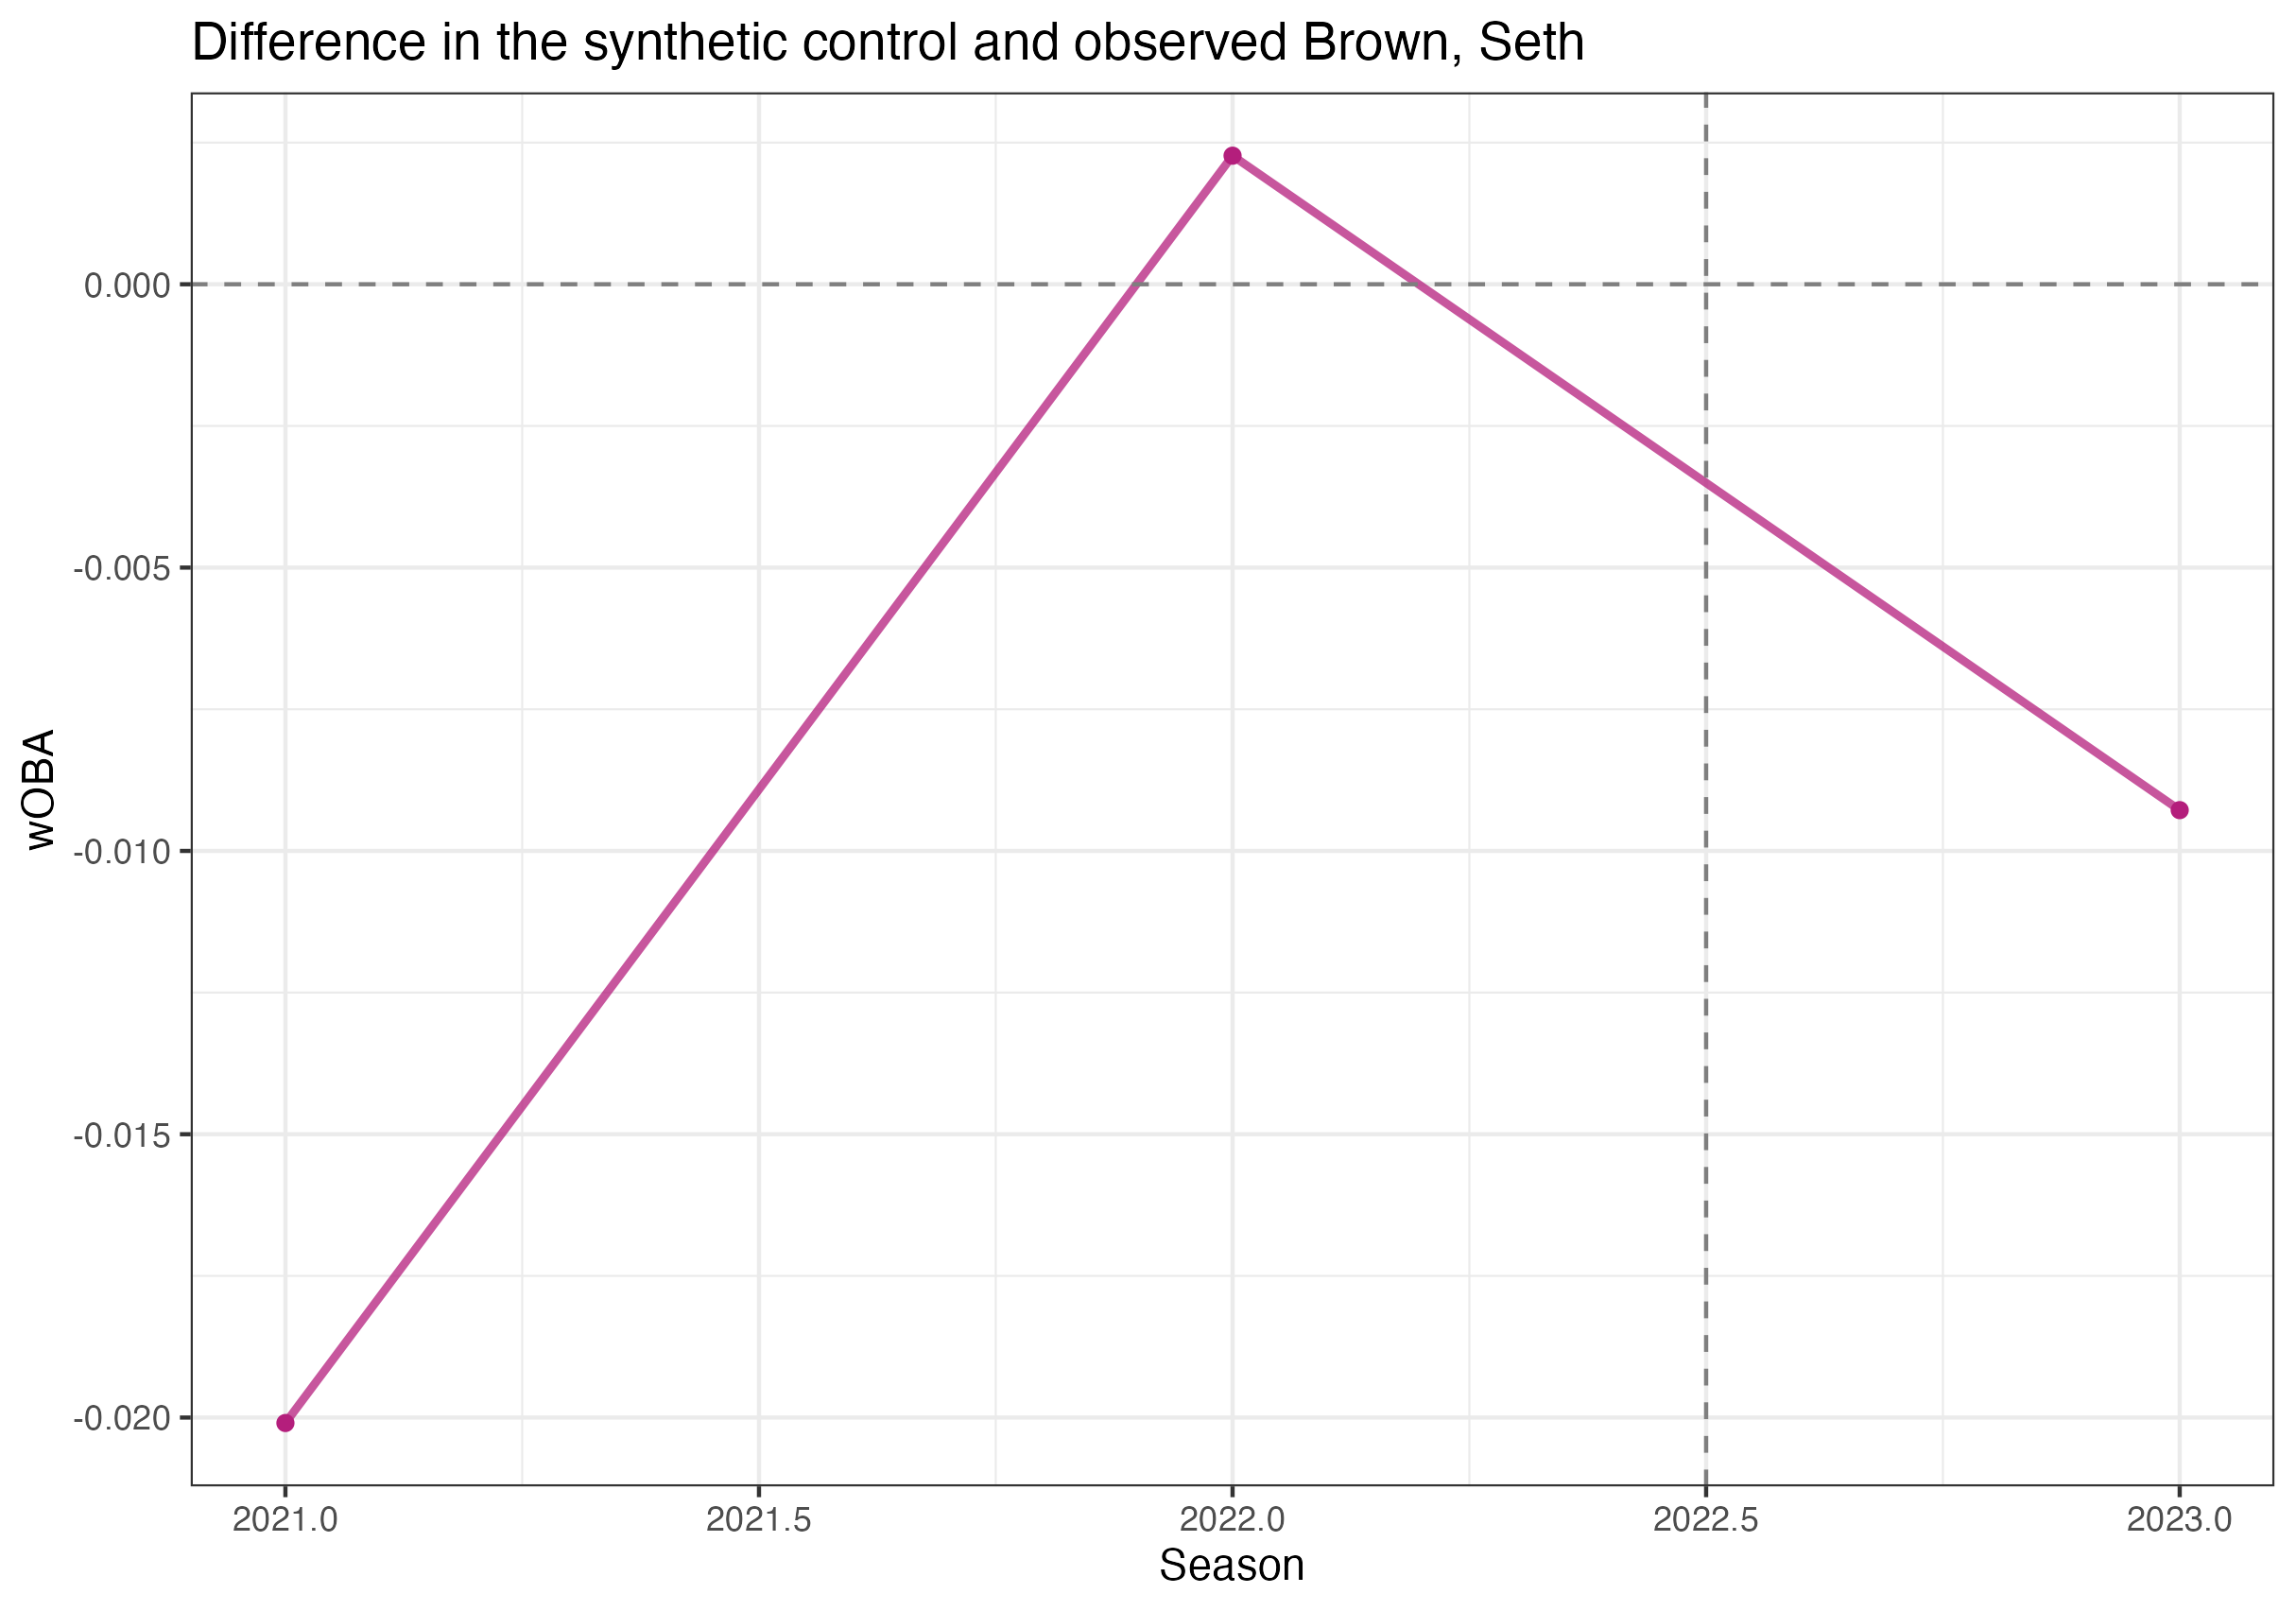 Difference in the synthetic control and observed Brown, Seth
0.000
-0.005
-0.010
-0.015
-0.020
wOBA
2021.0 2021.5 2022.0 2022.5 2023.0
Season